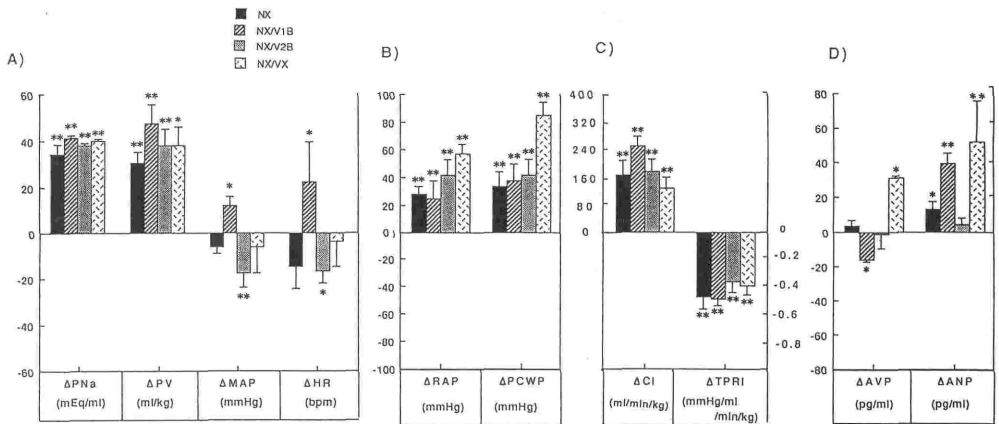 NX
NX/V1B
NX/V2B
NX/VX
A)
60
40
20
0
-20
-40
-60
** ** ** **
** ** ** *
* **
* *
ΔPNa ΔPV ΔMAP ΔHR
(mEq/ml) (ml/kg) (mmHg) (bpm)
B)
100
80
60
40
20
0
-20
-40
-60
-80
-100
** ** ** **
** ** ** **
ΔRAP ΔPCWP
(mmHg) (mmHg)
C)
400
320
240
160
80
0
** ** ** **
0
-0.2
-0.4
-0.6
-0.8
** ** ** **
ΔCI ΔTPRI
(ml/min/kg) (mmHg/ml
/min/kg)
D)
80
60
40
20
0
-20
-40
-60
-80
* *
* ** **
ΔAVP ΔANP
(pg/ml) (pg/ml)